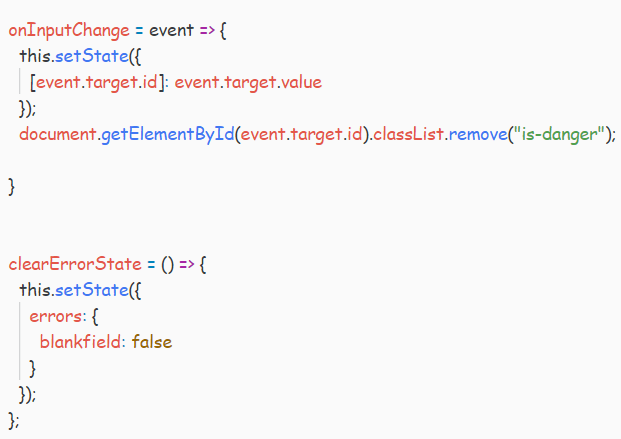 onInputChange = event => {
this.setState({
[event.target.id]: event.target.value
});
document.getElementById(event.target.id).classList.remove("is-danger");
}
clearErrorState = () => {
this.setState({
errors: {
blankfield: false
}
});
};